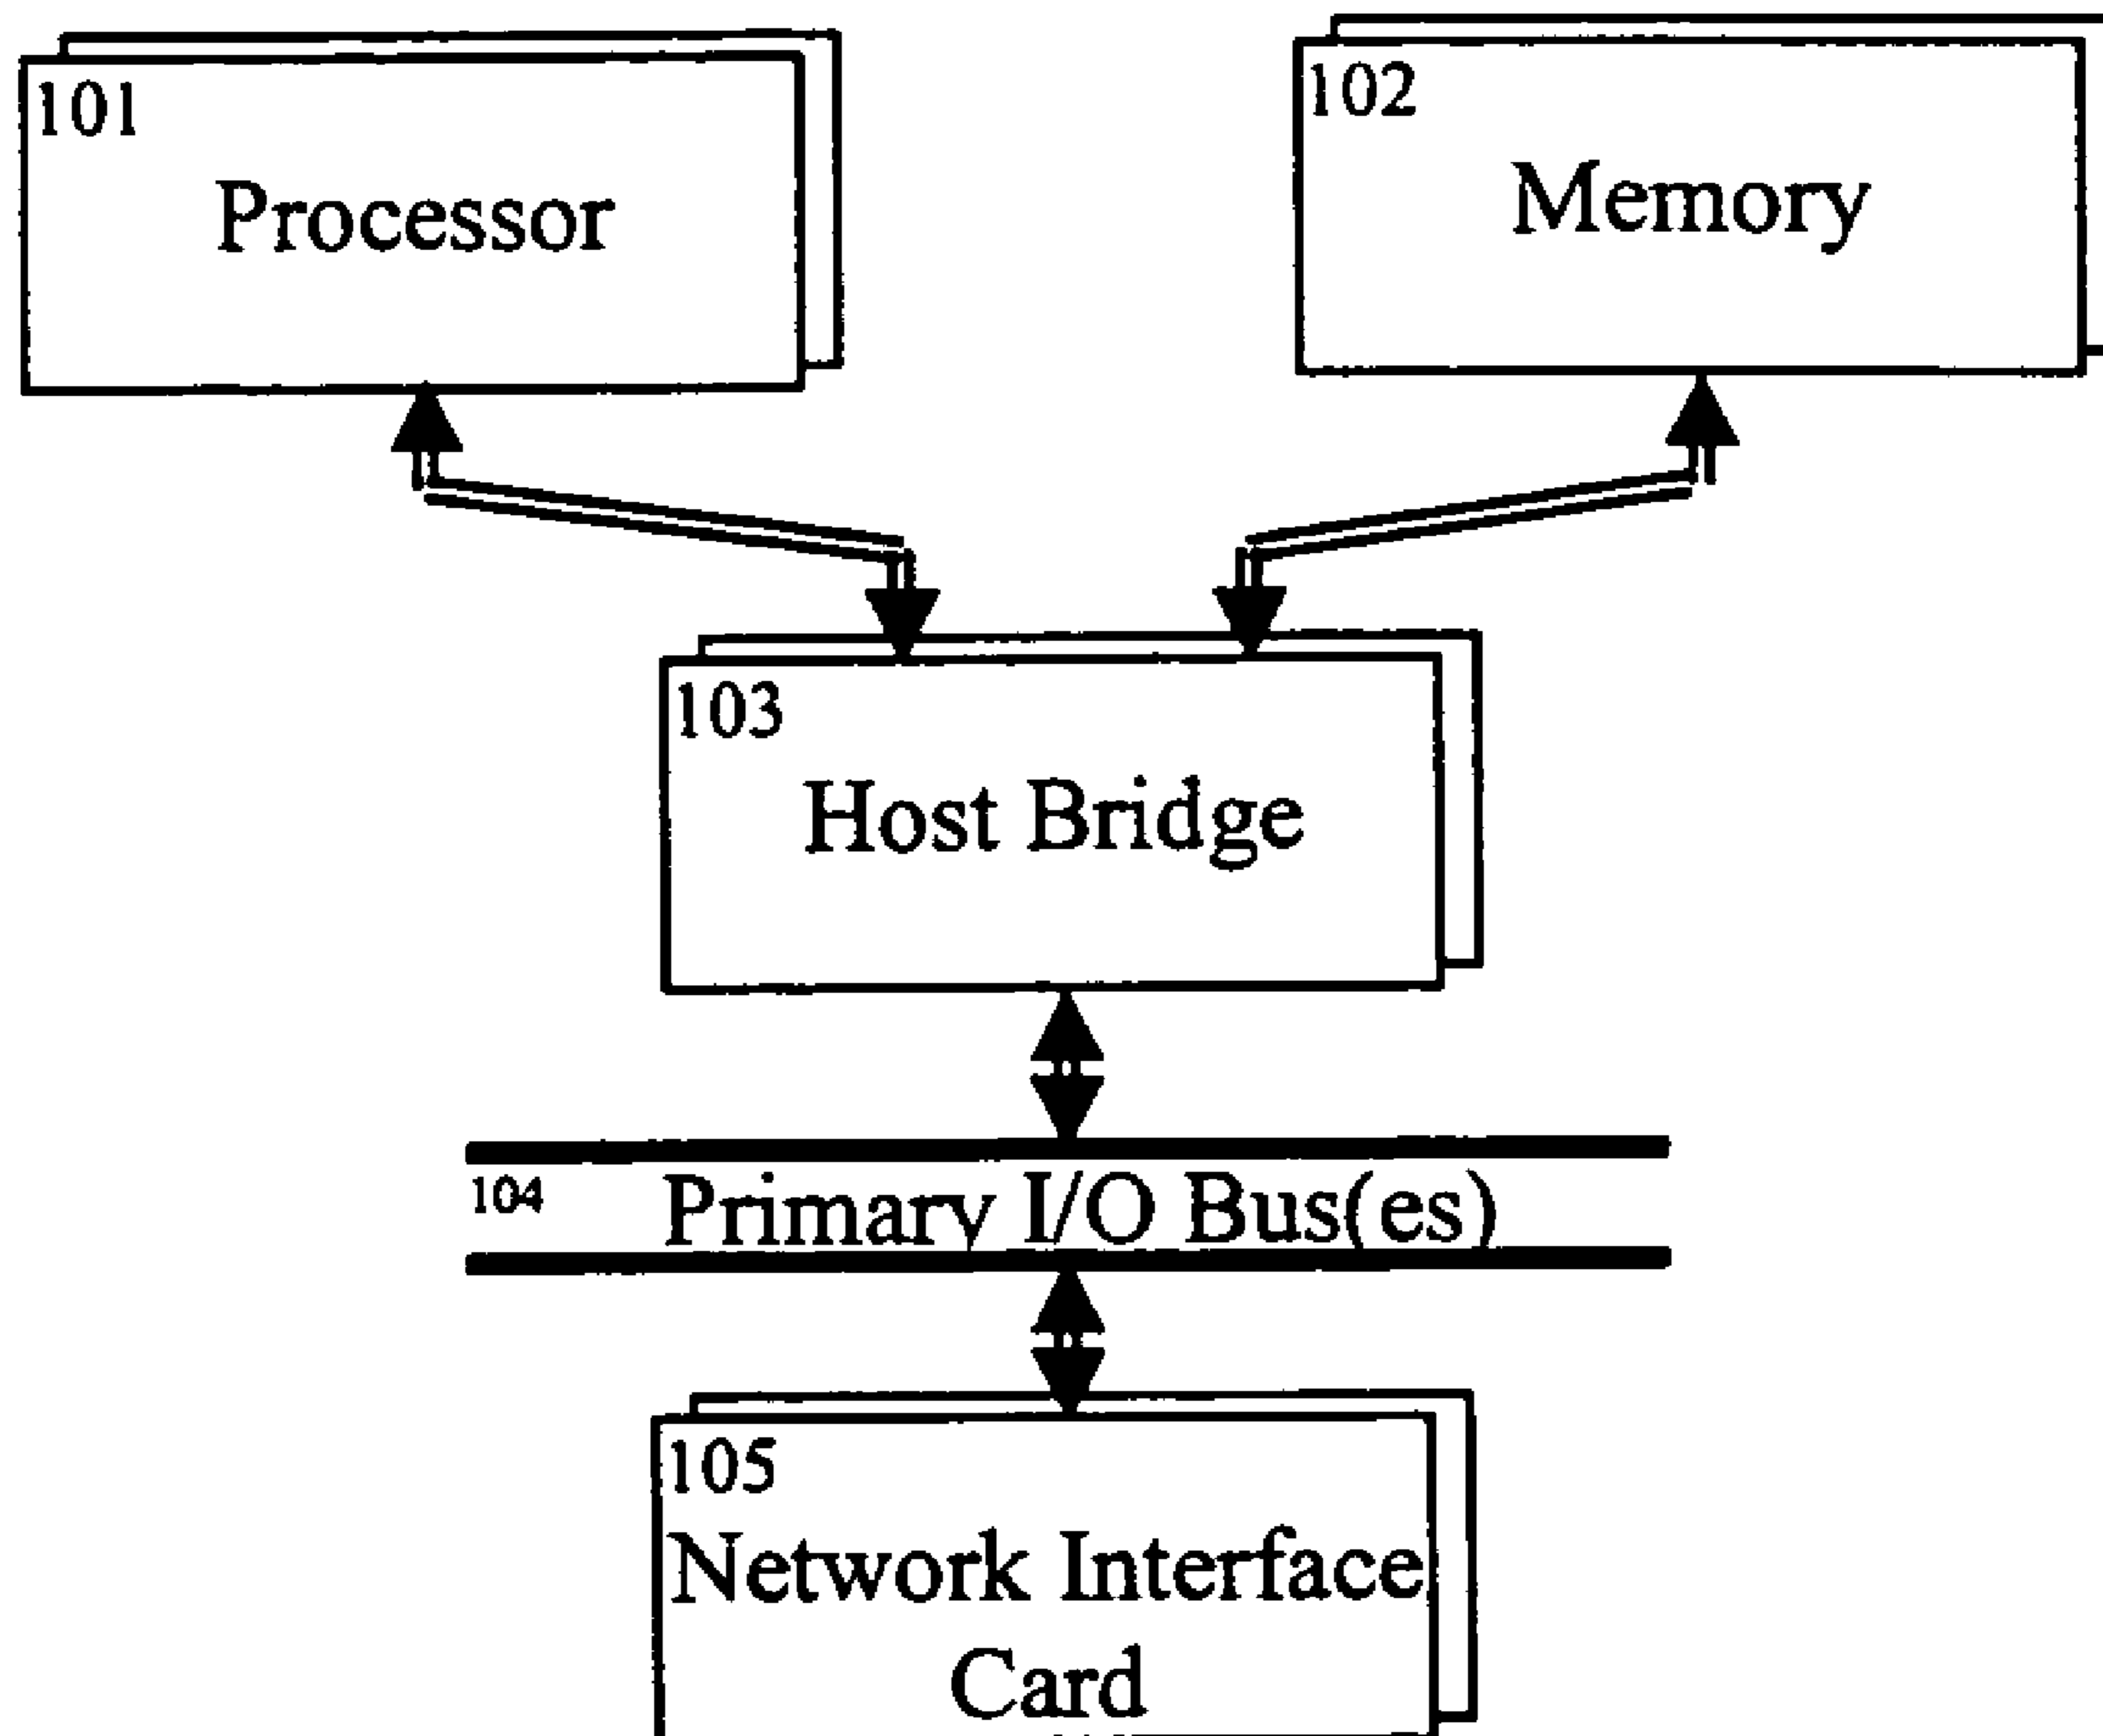 101
Processor
102
Memory
103
Host Bridge
104
Primary I/O Bus(es)
105
Network Interface
Card